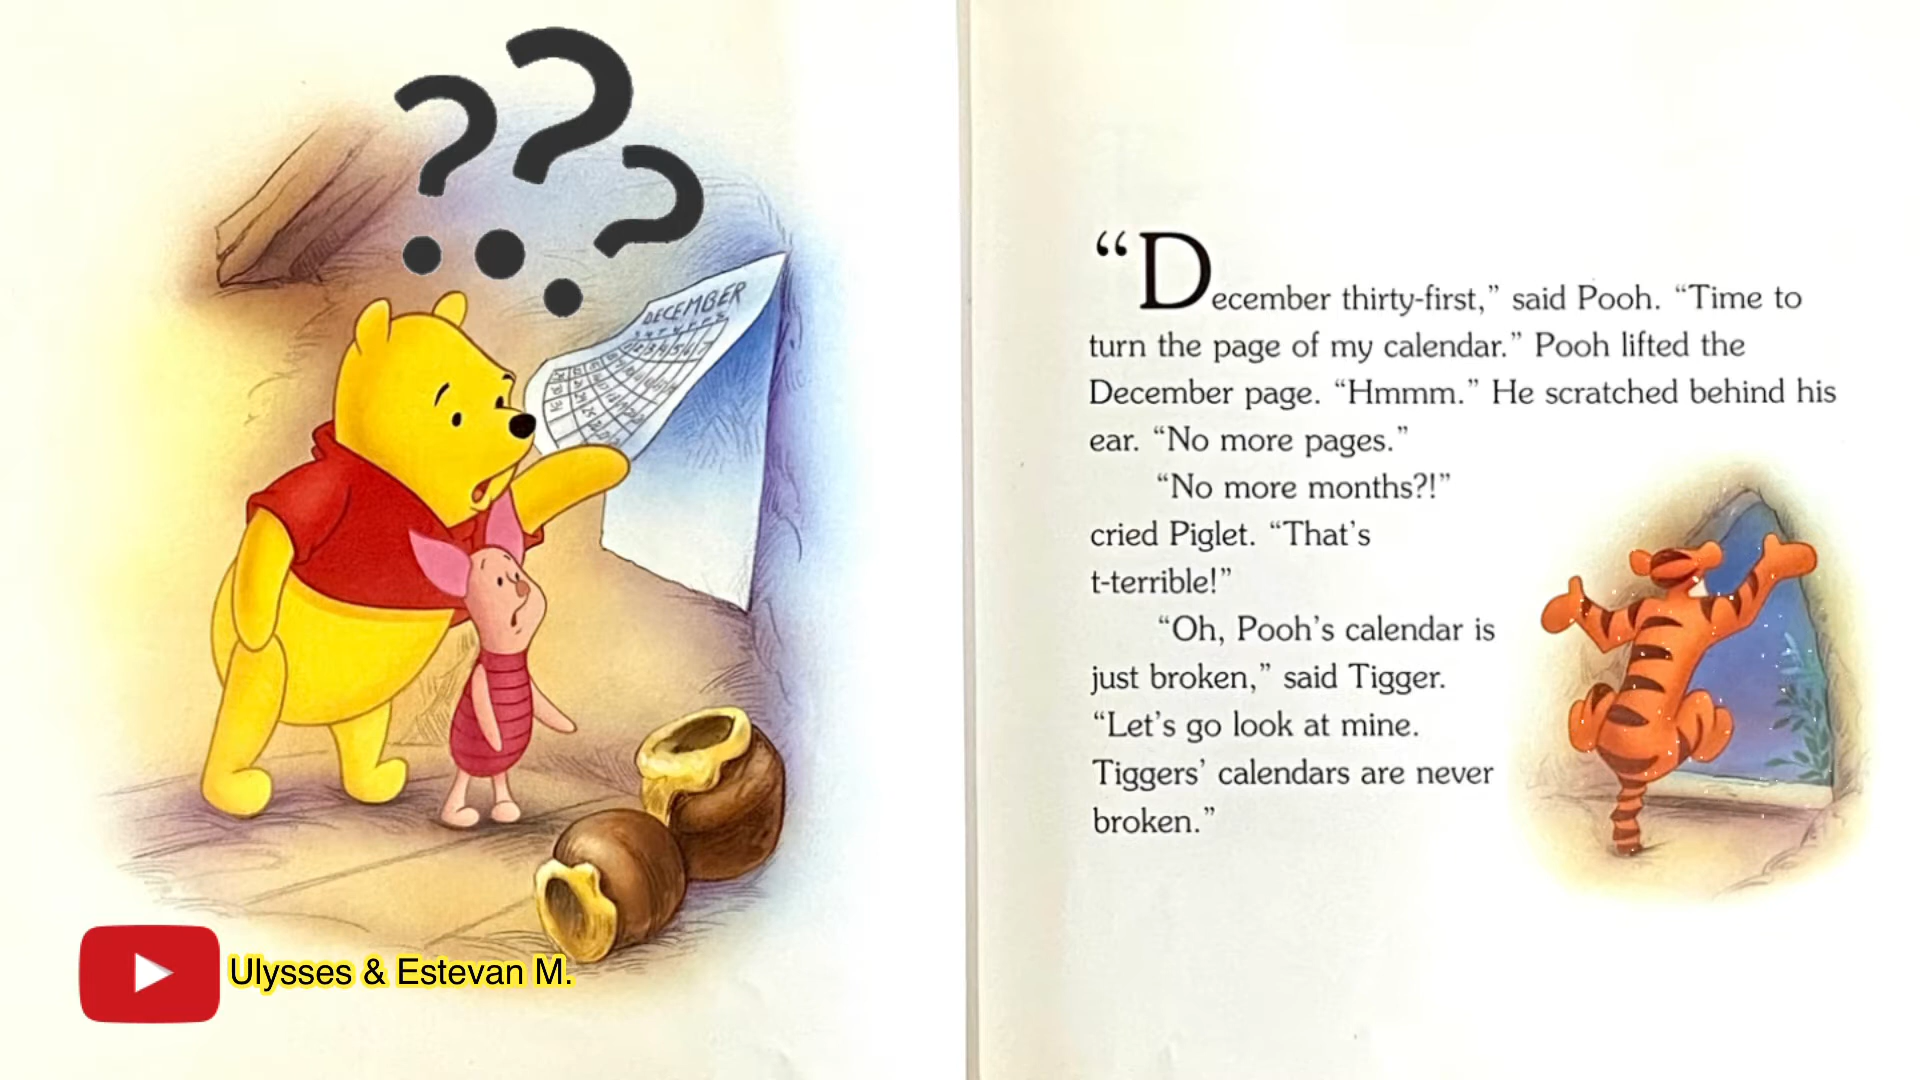 ???
DECEMBER
“December thirty-first,” said Pooh. “Time to
turn the page of my calendar.” Pooh lifted the
December page. “Hmmm.” He scratched behind his
ear. “No more pages.”
“No more months?!”
cried Piglet. “That’s
t-terrible!”
“Oh, Pooh’s calendar is
just broken,” said Tigger.
“Let’s go look at mine.
Tiggers’ calendars are never
broken.”
Ulysses & Estevan M.